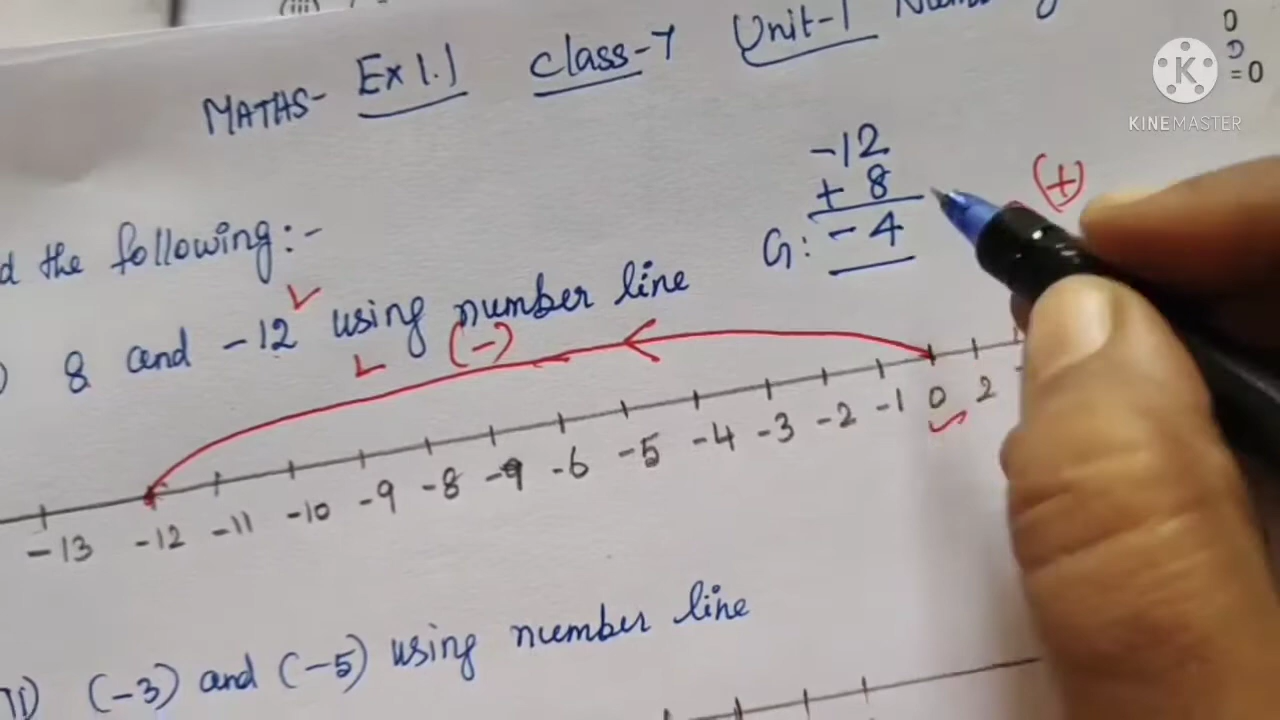 (iii)
MATHS- Ex 1.1 Class-7 Unit-1
0
0
=0
KINEMASTER
-12
+ 8
G: -4
(+)
d the following:-
) 8 and -12 using number line
(-)
-13 -12 -11 -10 -9 -8 -9 -6 -5 -4 -3 -2 -1 0 2
II) (-3) and (-5) using number line